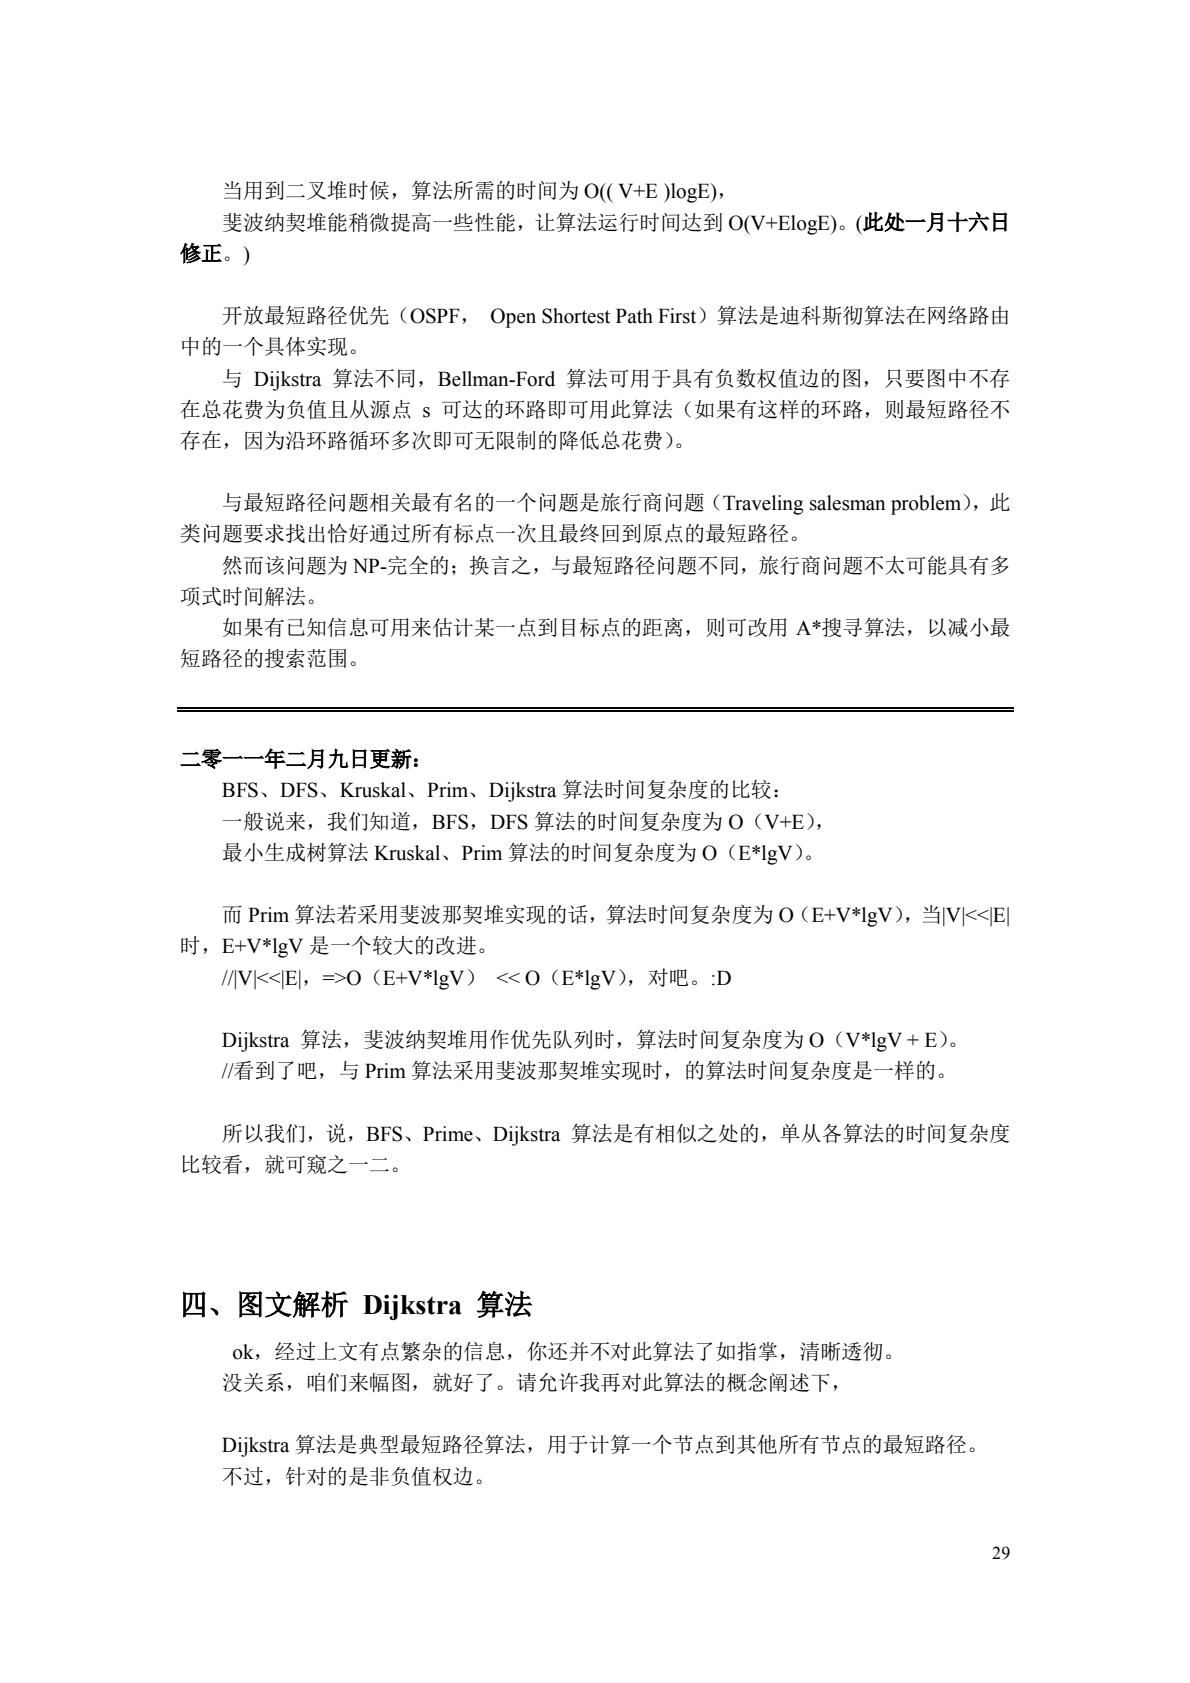 当用到二叉堆时候，算法所需的时间为 O(( V+E )logE)，
斐波纳契堆能稍微提高一些性能，让算法运行时间达到 O(V+ElogE)。(此处一月十六日
修正。)
开放最短路径优先（OSPF， Open Shortest Path First）算法是迪科斯彻算法在网络路由
中的一个具体实现。
与 Dijkstra 算法不同，Bellman-Ford 算法可用于具有负数权值边的图，只要图中不存
在总花费为负值且从源点 s 可达的环路即可用此算法（如果有这样的环路，则最短路径不
存在，因为沿环路循环多次即可无限制的降低总花费）。
与最短路径问题相关最有名的一个问题是旅行商问题（Traveling salesman problem），此
类问题要求找出恰好通过所有标点一次且最终回到原点的最短路径。
然而该问题为 NP-完全的；换言之，与最短路径问题不同，旅行商问题不太可能具有多
项式时间解法。
如果有已知信息可用来估计某一点到目标点的距离，则可改用 A*搜寻算法，以减小最
短路径的搜索范围。
二零一一年二月九日更新：
BFS、DFS、Kruskal、Prim、Dijkstra 算法时间复杂度的比较：
一般说来，我们知道，BFS，DFS 算法的时间复杂度为 O（V+E），
最小生成树算法 Kruskal、Prim 算法的时间复杂度为 O（E*lgV）。
而 Prim 算法若采用斐波那契堆实现的话，算法时间复杂度为 O（E+V*lgV），当|V|<<|E|
时，E+V*lgV 是一个较大的改进。
//|V|<<|E|，=>O（E+V*lgV） << O（E*lgV），对吧。:D
Dijkstra 算法，斐波纳契堆用作优先队列时，算法时间复杂度为 O（V*lgV + E）。
//看到了吧，与 Prim 算法采用斐波那契堆实现时，的算法时间复杂度是一样的。
所以我们，说，BFS、Prime、Dijkstra 算法是有相似之处的，单从各算法的时间复杂度
比较看，就可窥之一二。
四、图文解析 Dijkstra 算法
ok，经过上文有点繁杂的信息，你还并不对此算法了如指掌，清晰透彻。
没关系，咱们来幅图，就好了。请允许我再对此算法的概念阐述下，
Dijkstra 算法是典型最短路径算法，用于计算一个节点到其他所有节点的最短路径。
不过，针对的是非负值权边。
29